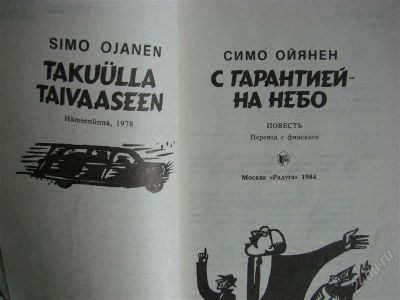 SIMO OJANEN
TAKUÜLLA
TAIVAASEEN
Hämeenlinna, 1978
СИМО ОЙЯНЕН
С ГАРАНТИЕЙ-
НА НЕБО
ПОВЕСТЬ
Перевод с финского
Москва «Радуга» 1984